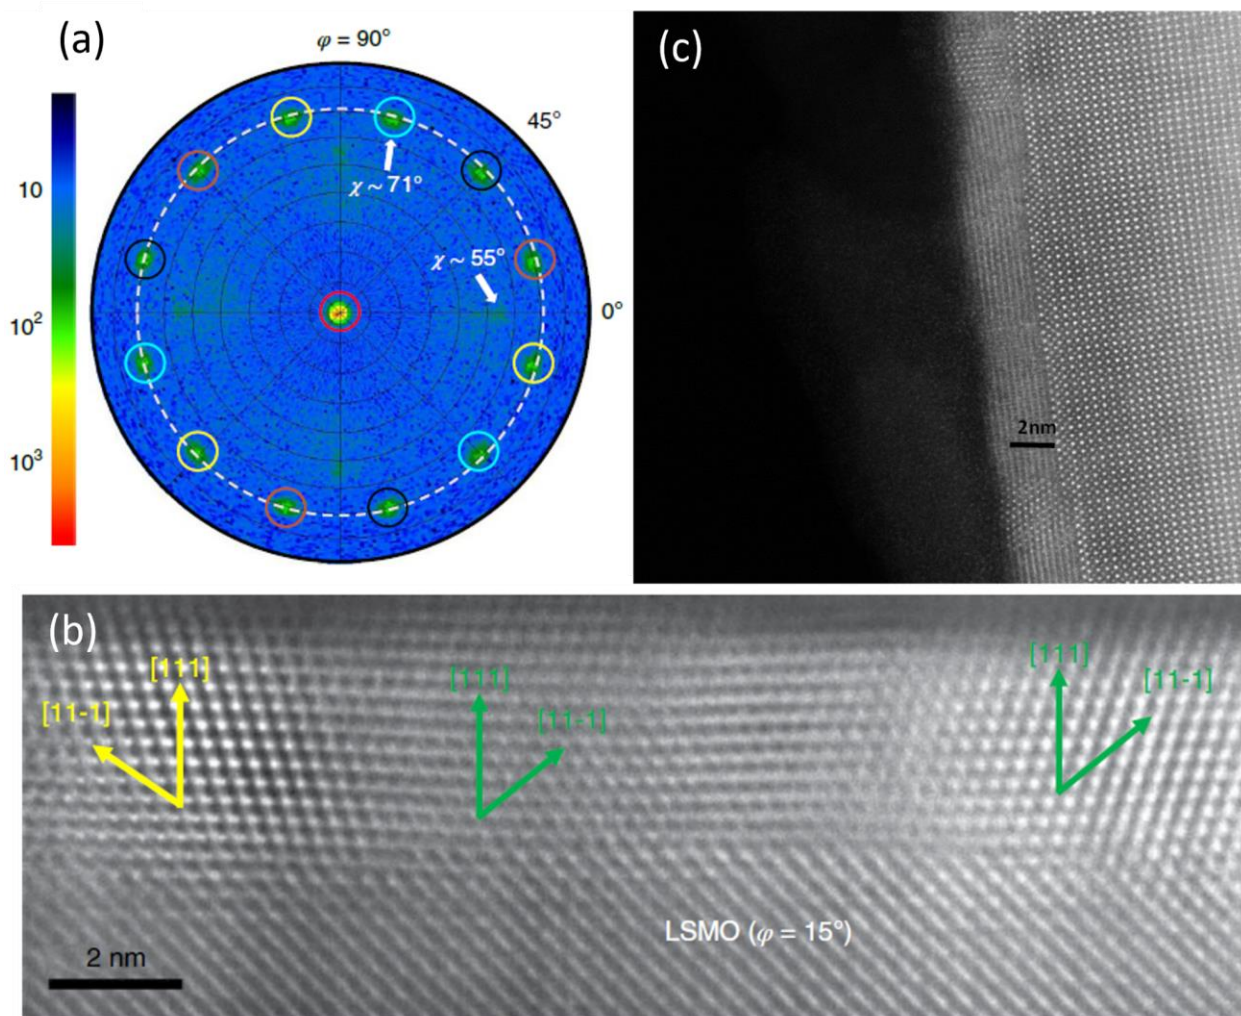 (a)
φ = 90°
45°
χ ~ 71°
10
χ ~ 55°
0°
10²
10³
(c)
2nm
(b)
[111]
[11-1]
[111]
[11-1]
[111]
[11-1]
LSMO (φ = 15°)
2 nm